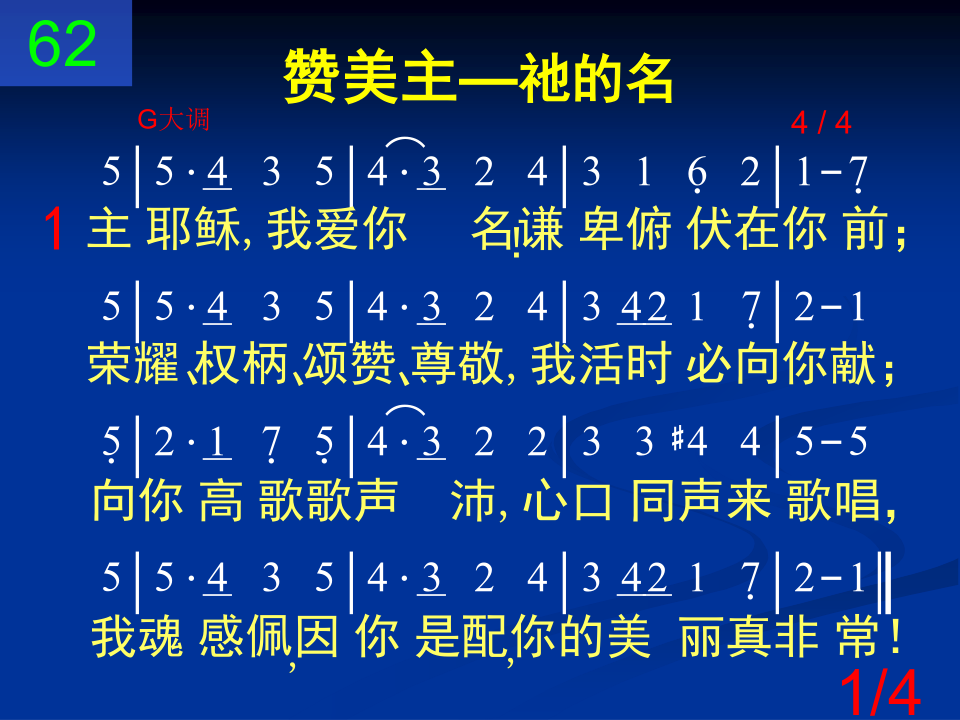 62
赞美主—祂的名
G大调 4 / 4
5 | 5 · 4 3 5 | 4 · 3 2 4 | 3 1 6̣ 2 | 1 − 7̣
1 主 耶稣, 我爱你 名!谦 卑俯 伏在你 前；
5 | 5 · 4 3 5 | 4 · 3 2 4 | 3 4 2 1 7̣ | 2 − 1
荣耀、权柄、颂赞、尊敬, 我活时 必向你献；
5̣ | 2 · 1 7̣ 5̣ | 4 · 3 2 2 | 3 3 ♯4 4 | 5 − 5
向你 高 歌歌声 沛, 心口 同声来 歌唱，
5 | 5 · 4 3 5 | 4 · 3 2 4 | 3 4 2 1 7̣ | 2 − 1 ‖
我魂 感佩,因 你 是配,你的美 丽真非 常！
1/4